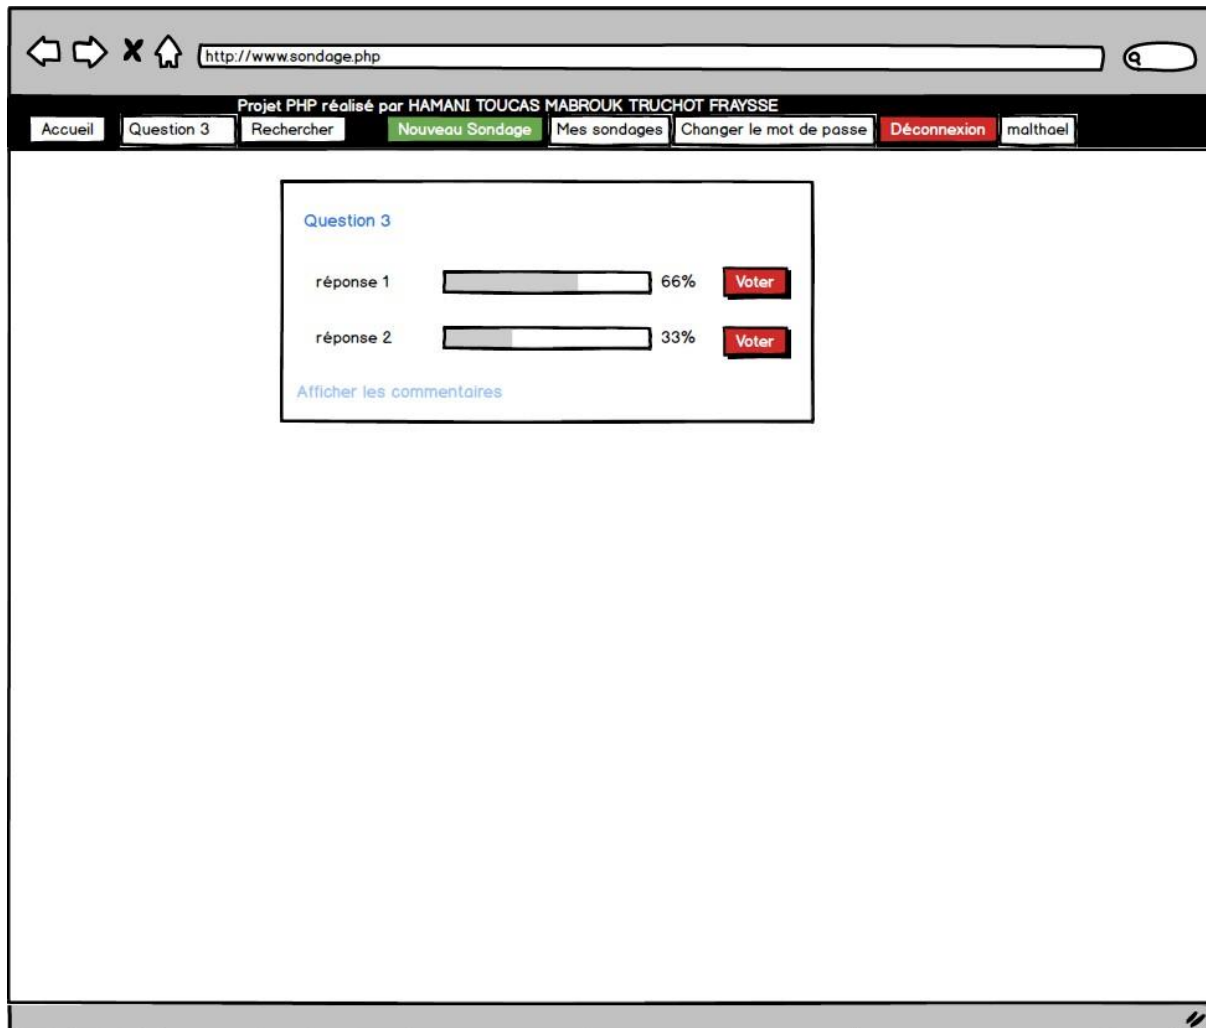 http://www.sondage.php
Projet PHP réalisé par HAMANI TOUCAS MABROUK TRUCHOT FRAYSSE
Accueil Question 3 Rechercher Nouveau Sondage Mes sondages Changer le mot de passe Déconnexion malthael
Question 3
réponse 1 66% Voter
réponse 2 33% Voter
Afficher les commentaires